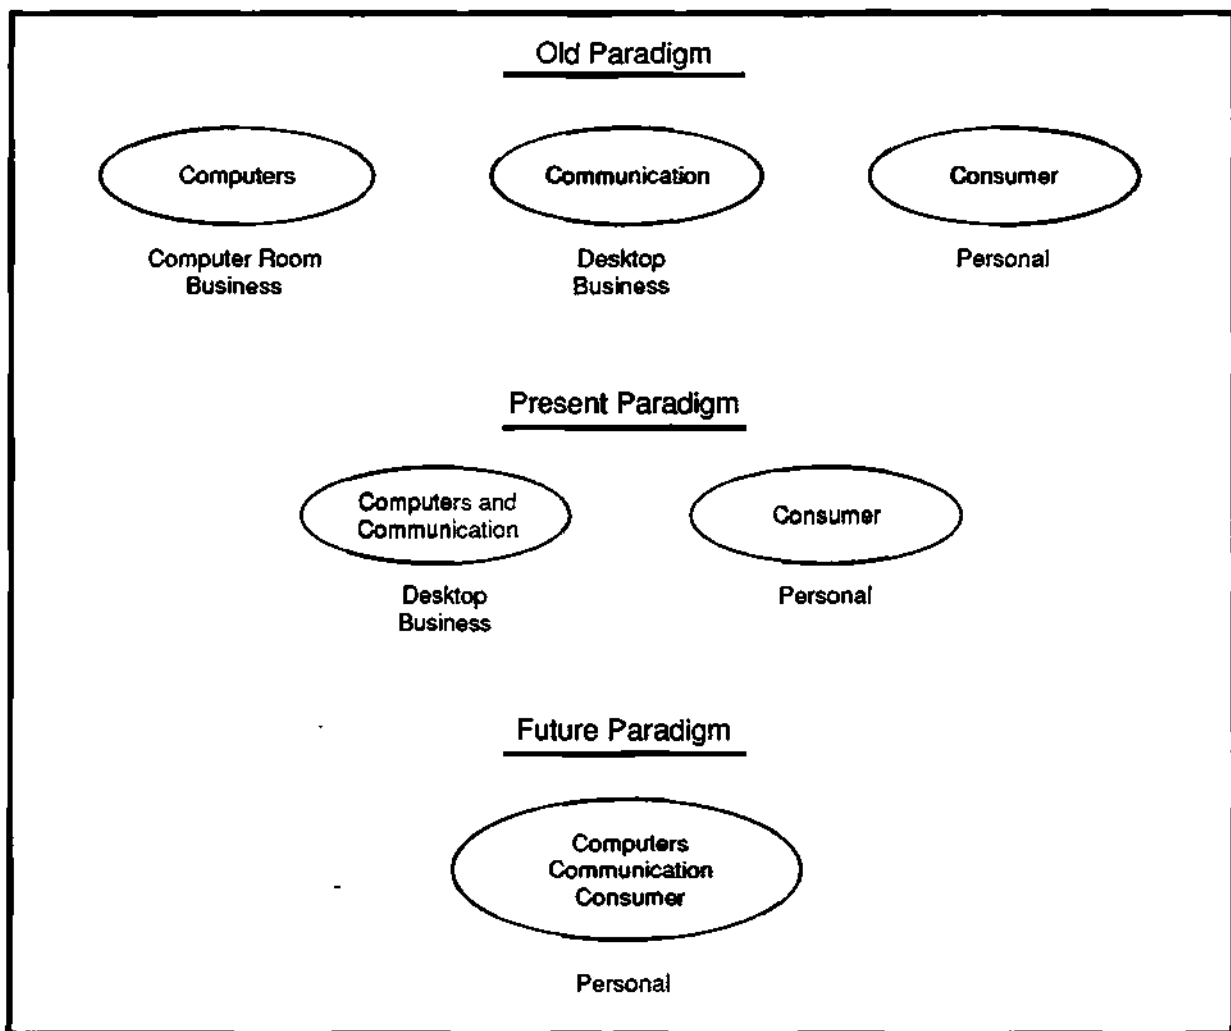 Old Paradigm
Computers
Communication
Consumer
Computer Room
Business
Desktop
Business
Personal
Present Paradigm
Computers and
Communication
Consumer
Desktop
Business
Personal
Future Paradigm
Computers
Communication
Consumer
Personal